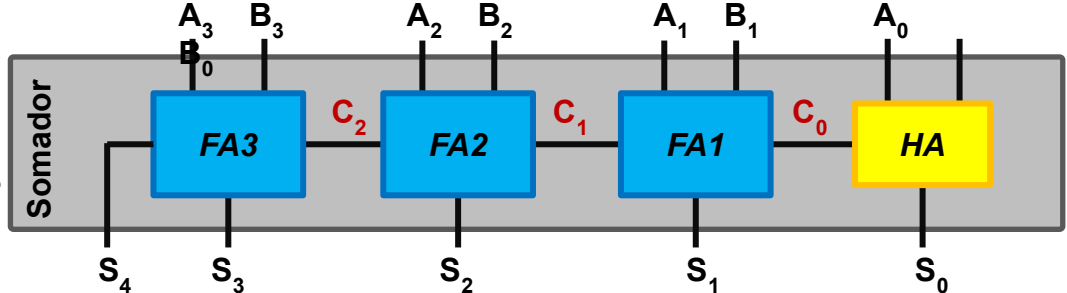 A₃ B₃ A₂ B₂ A₁ B₁ A₀
B₀
Somador
C₂ C₁ C₀
FA3 FA2 FA1 HA
S₄ S₃ S₂ S₁ S₀